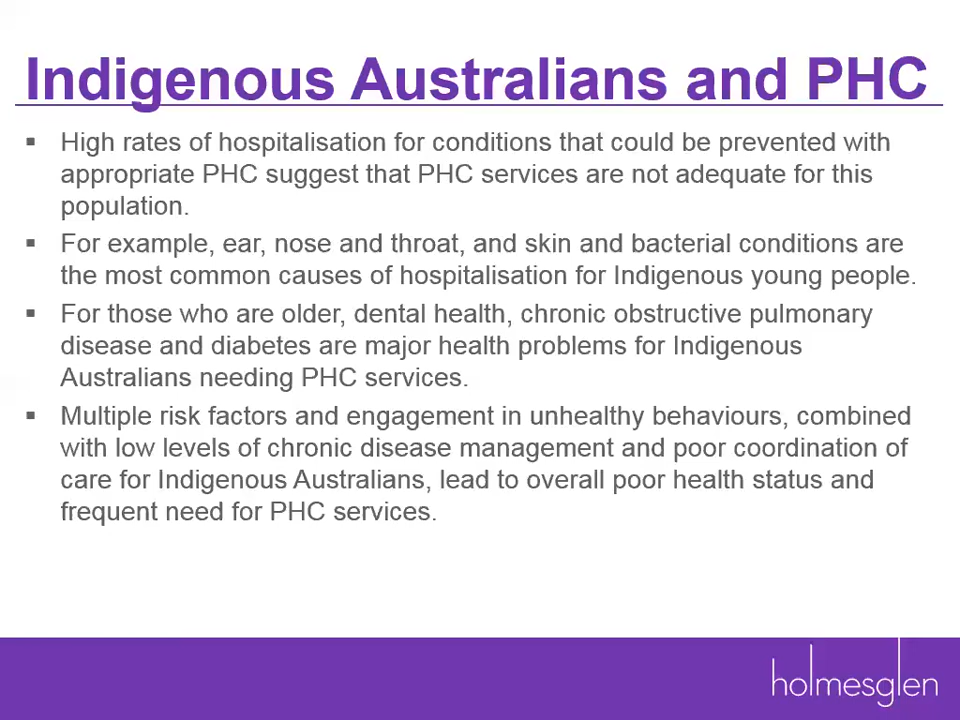 Indigenous Australians and PHC
▪ High rates of hospitalisation for conditions that could be prevented with
appropriate PHC suggest that PHC services are not adequate for this
population.
▪ For example, ear, nose and throat, and skin and bacterial conditions are
the most common causes of hospitalisation for Indigenous young people.
▪ For those who are older, dental health, chronic obstructive pulmonary
disease and diabetes are major health problems for Indigenous
Australians needing PHC services.
▪ Multiple risk factors and engagement in unhealthy behaviours, combined
with low levels of chronic disease management and poor coordination of
care for Indigenous Australians, lead to overall poor health status and
frequent need for PHC services.
holmesglen